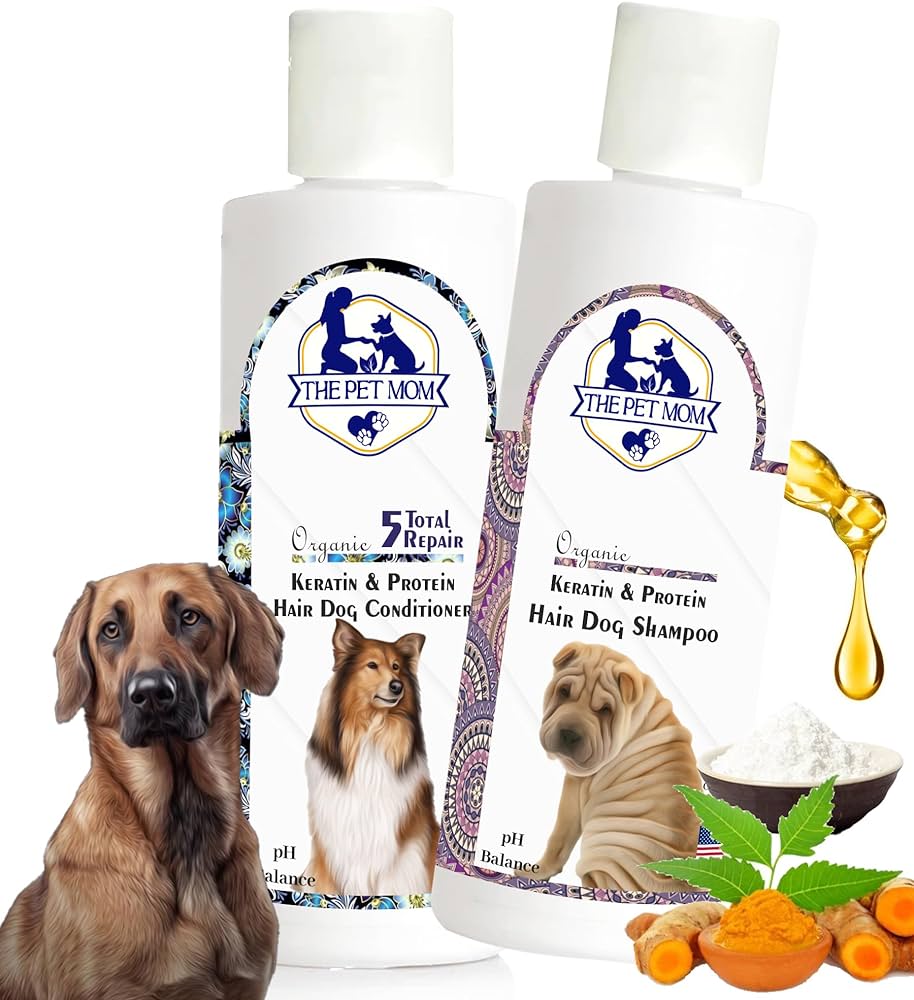 THE PET MOM
Organic 5 Total
Repair
Keratin & Protein
Hair Dog Conditioner
pH
Balance
THE PET MOM
Organic
Keratin & Protein
Hair Dog Shampoo
pH
Balance